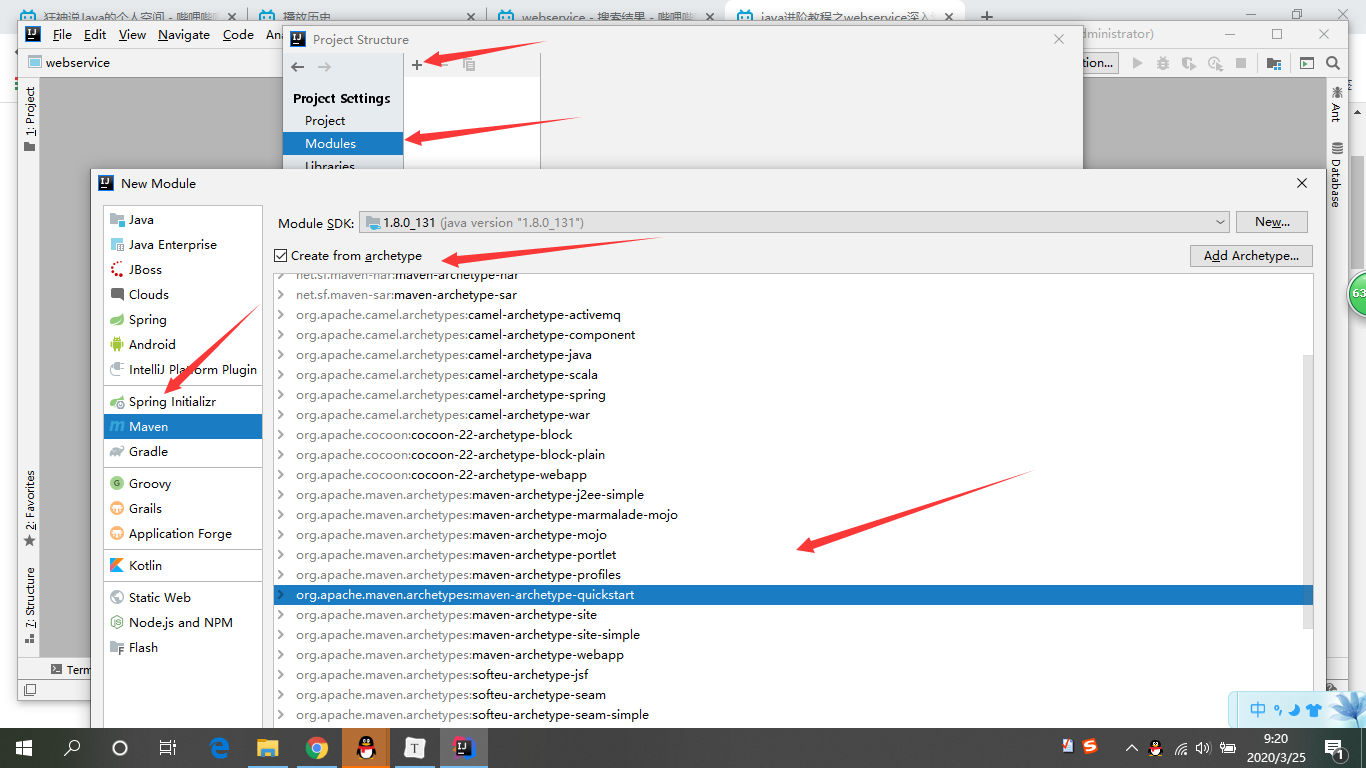 狂神说Java的个人空间 - 哔哩哔
播放历史
webservice - 搜索结果 - 哔哩
java进阶教程之webservice深入
File Edit View Navigate Code An
Project Structure
dministrator)
webservice
tion...
Project Settings
Project
Modules
Libraries
1: Project
2: Favorites
7: Structure
Ant
Database
New Module
Java
Java Enterprise
JBoss
Clouds
Spring
Android
IntelliJ Platform Plugin
Spring Initializr
Maven
Gradle
Groovy
Grails
Application Forge
Kotlin
Static Web
Node.js and NPM
Flash
Module SDK: 1.8.0_131 (java version "1.8.0_131") New...
Create from archetype Add Archetype...
net.sf.maven-har:maven-archetype-har
net.sf.maven-sar:maven-archetype-sar
org.apache.camel.archetypes:camel-archetype-activemq
org.apache.camel.archetypes:camel-archetype-component
org.apache.camel.archetypes:camel-archetype-java
org.apache.camel.archetypes:camel-archetype-scala
org.apache.camel.archetypes:camel-archetype-spring
org.apache.camel.archetypes:camel-archetype-war
org.apache.cocoon:cocoon-22-archetype-block
org.apache.cocoon:cocoon-22-archetype-block-plain
org.apache.cocoon:cocoon-22-archetype-webapp
org.apache.maven.archetypes:maven-archetype-j2ee-simple
org.apache.maven.archetypes:maven-archetype-marmalade-mojo
org.apache.maven.archetypes:maven-archetype-mojo
org.apache.maven.archetypes:maven-archetype-portlet
org.apache.maven.archetypes:maven-archetype-profiles
org.apache.maven.archetypes:maven-archetype-quickstart
org.apache.maven.archetypes:maven-archetype-site
org.apache.maven.archetypes:maven-archetype-site-simple
org.apache.maven.archetypes:maven-archetype-webapp
org.apache.maven.archetypes:softeu-archetype-jsf
org.apache.maven.archetypes:softeu-archetype-seam
org.apache.maven.archetypes:softeu-archetype-seam-simple
Term
63
中
9:20
2020/3/25
1